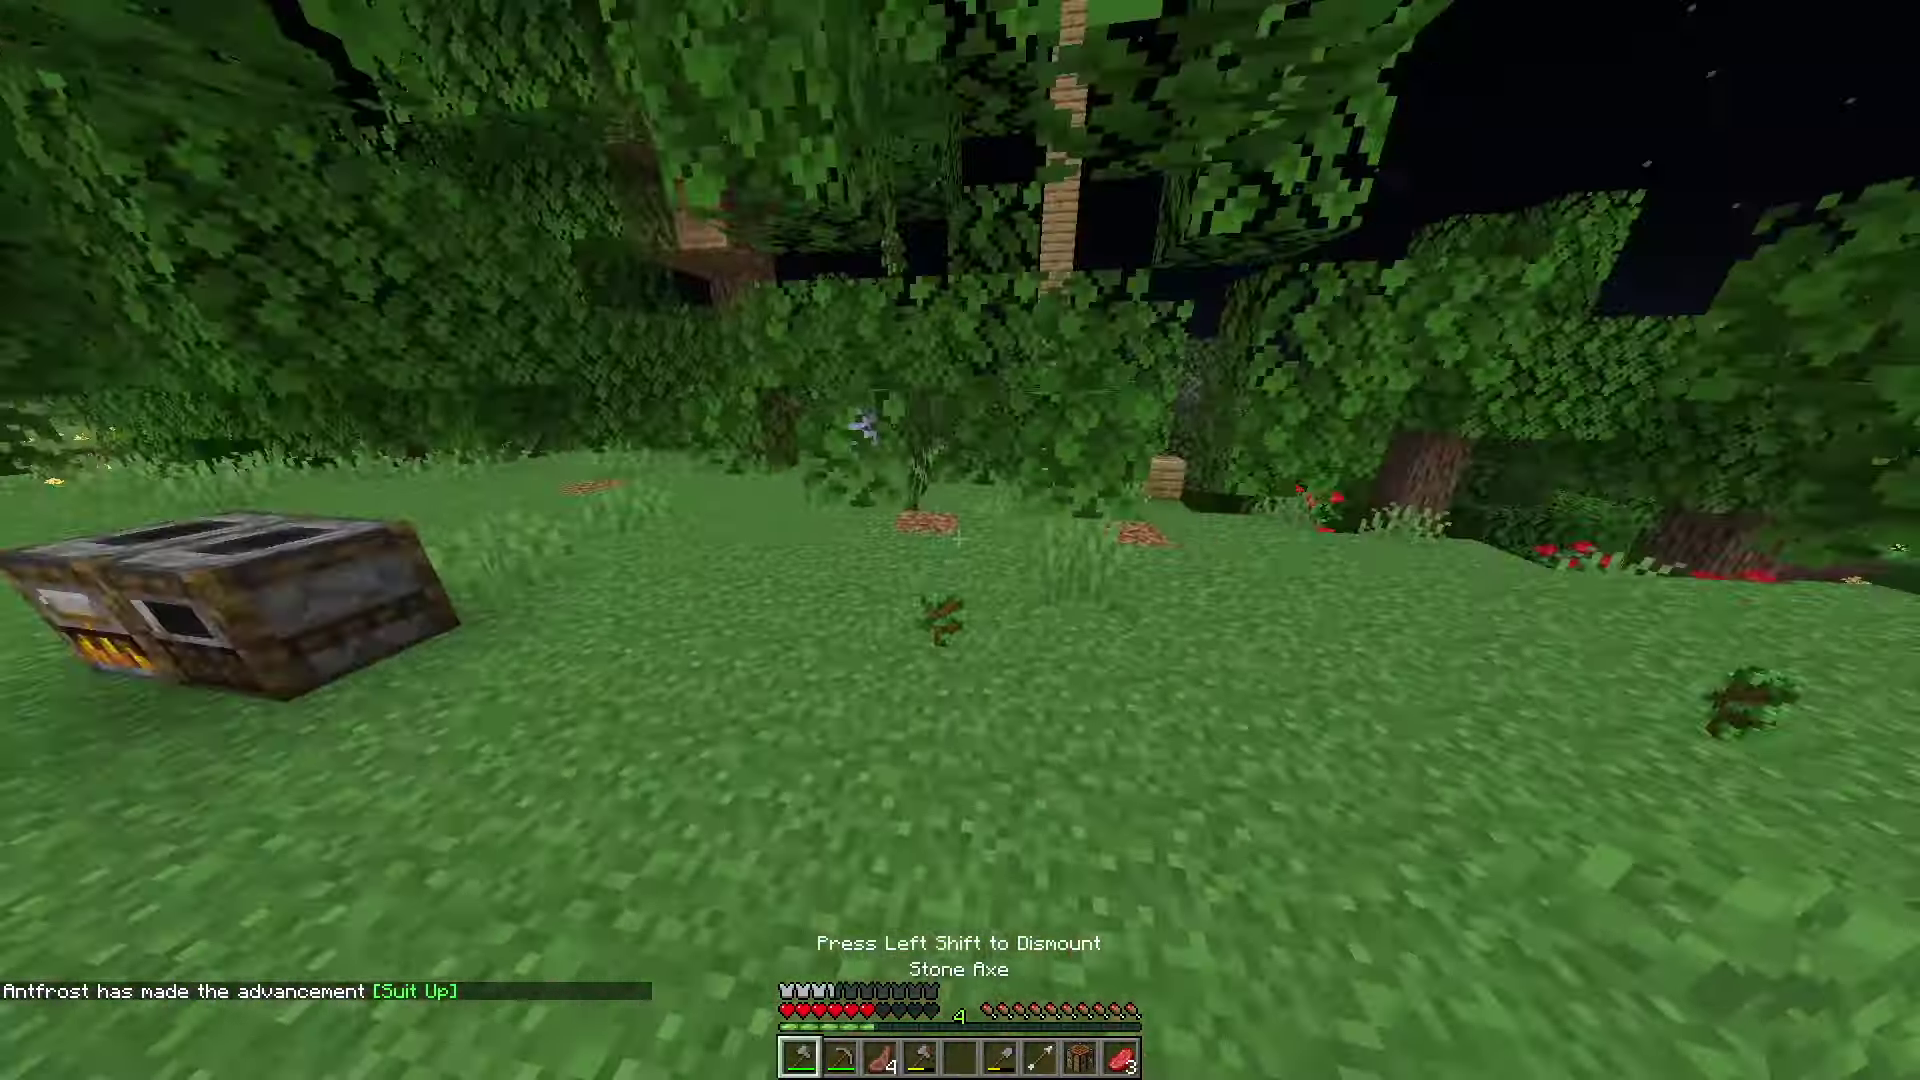 Press Left Shift to Dismount
Stone Axe
Antfrost has made the advancement [Suit Up]
4
4
3